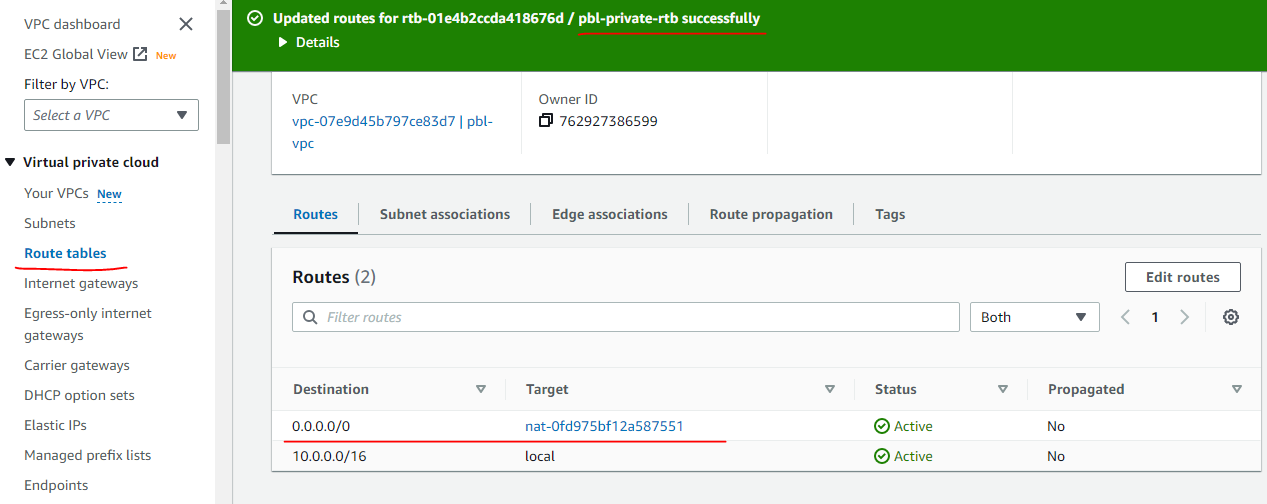 VPC dashboard
EC2 Global View New
Filter by VPC:
Select a VPC
Virtual private cloud
Your VPCs New
Subnets
Route tables
Internet gateways
Egress-only internet
gateways
Carrier gateways
DHCP option sets
Elastic IPs
Managed prefix lists
Endpoints
Updated routes for rtb-01e4b2ccda418676d / pbl-private-rtb successfully
Details
VPC
vpc-07e9d45b797ce83d7 | pbl-
vpc
Owner ID
762927386599
Routes Subnet associations Edge associations Route propagation Tags
Routes (2) Edit routes
Filter routes Both 1
Destination Target Status Propagated
0.0.0.0/0 nat-0fd975bf12a587551 Active No
10.0.0.0/16 local Active No